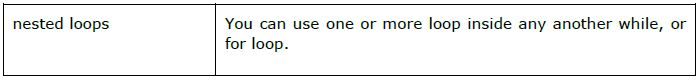 nested loops
You can use one or more loop inside any another while, or
for loop.